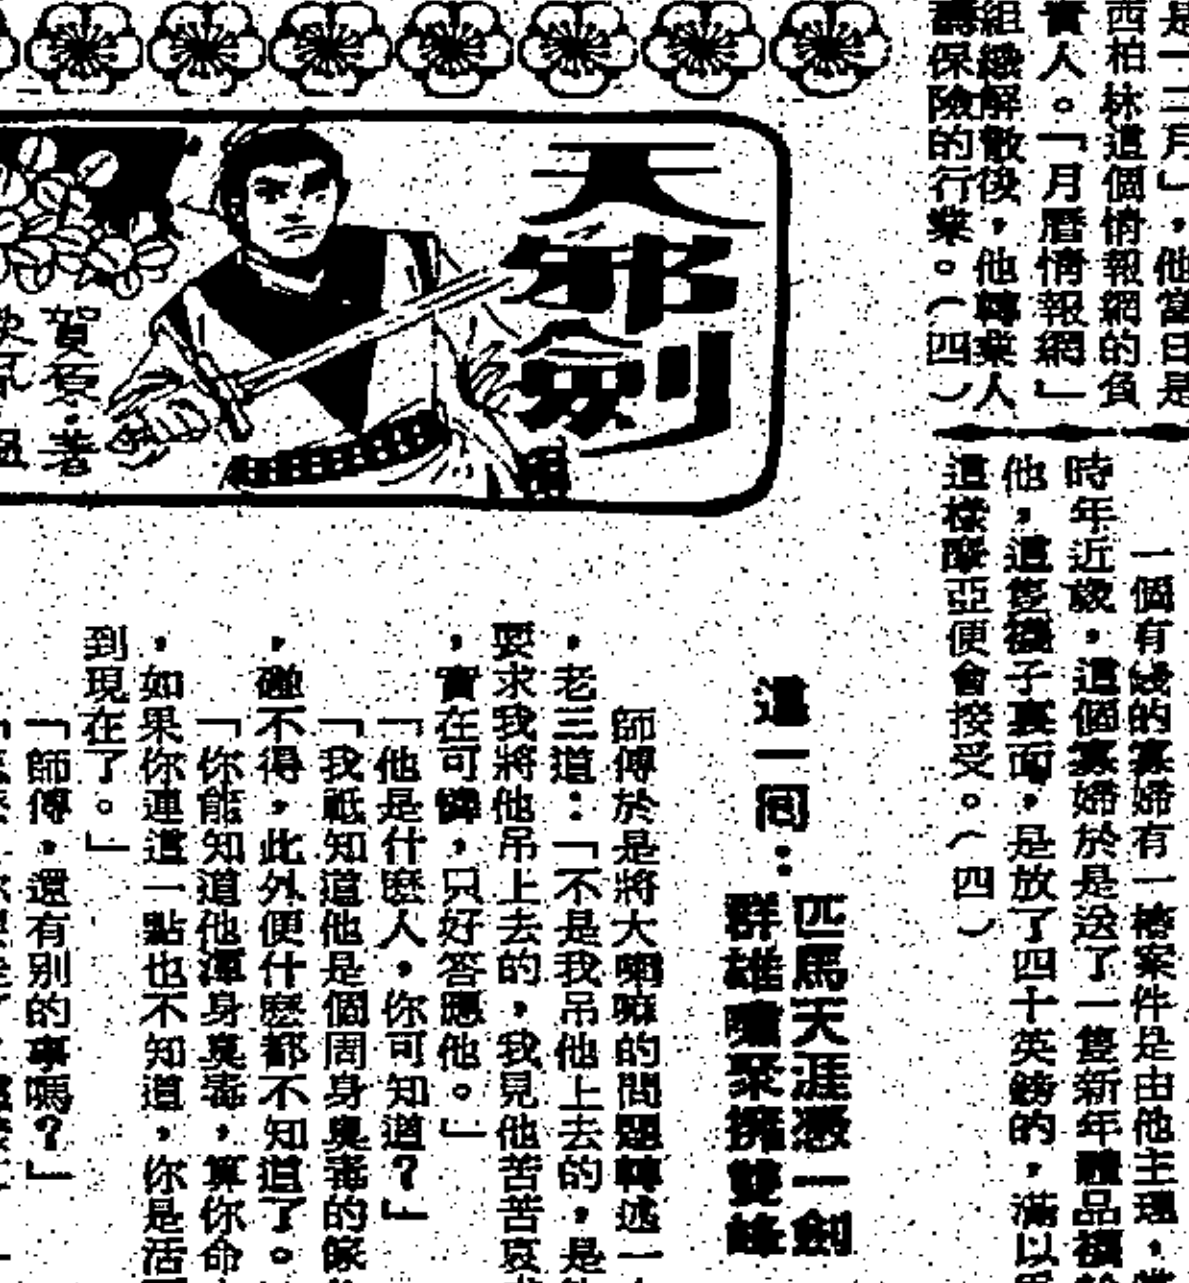 是一二月」，他當日是
西柏林這個情報網的負
責人。「一月曆情報網」
組織解散後，他轉業人
壽保險的行業。（四）
一個有錢的寡婦有一樁案件是由他主理，當
時年近歲，這個寡婦於是送了一隻新年禮品
他，這隻襪子裏面，是放了四十英鎊的，滿以
這樣摩亞便會接受。（四）
天邪劍
賀 著
這一回：
匹馬天涯憑一劍
群雄嘯聚擁雙峰
師傅於是將大喇嘛的問題轉述一
，老三道：「不是我吊他上去的，是
要求我將他吊上去的，我見他苦苦哀求
，實在可憐，只好答應他。」
「他是什麽人，你可知道？」
「我祗知道他是個周身臭毒的傢
，碰不得，此外便什麽都不知道了。
「你能知道他渾身臭毒，算你命
，如果你連這一點也不知道，你是活
到現在了。」
「師傅，還有别的事嗎？」